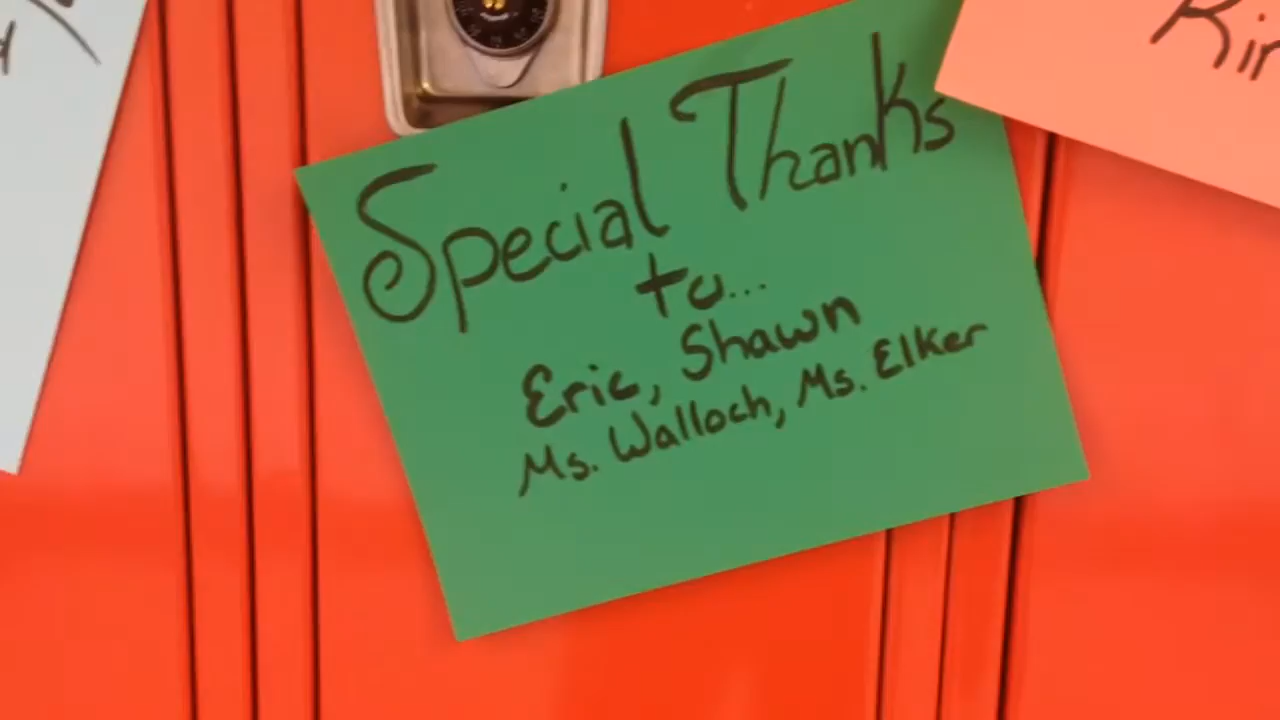 Special Thanks
to...
Eric, Shawn
Ms. Walloch, Ms. Elker